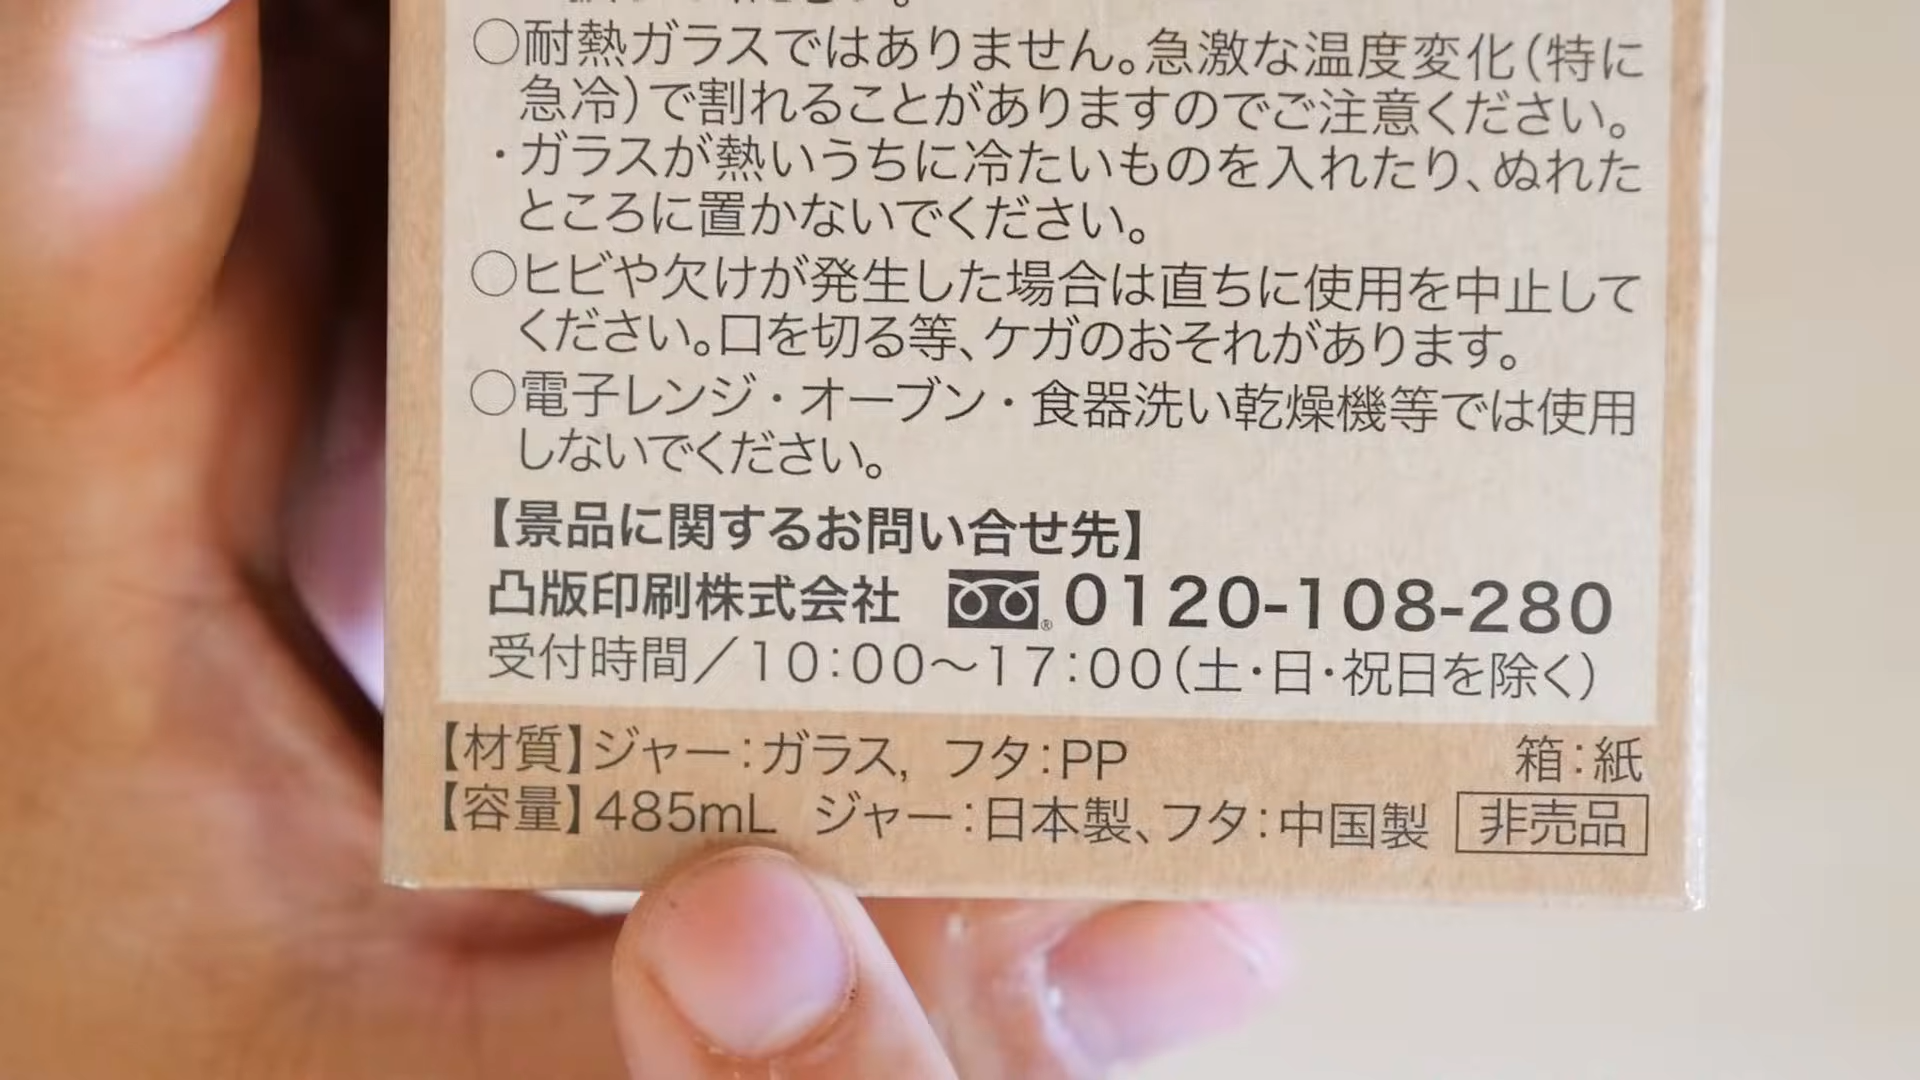 ○耐熱ガラスではありません。急激な温度変化(特に
急冷)で割れることがありますのでご注意ください。
・ガラスが熱いうちに冷たいものを入れたり、ぬれた
ところに置かないでください。
○ヒビや欠けが発生した場合は直ちに使用を中止して
ください。口を切る等、ケガのおそれがあります。
○電子レンジ・オーブン・食器洗い乾燥機等では使用
しないでください。
【景品に関するお問い合せ先】
凸版印刷株式会社 ® 0120-108-280
受付時間/10:00〜17:00(土・日・祝日を除く)
【材質】ジャー:ガラス, フタ:PP 箱:紙
【容量】485mL ジャー:日本製、フタ:中国製 非売品